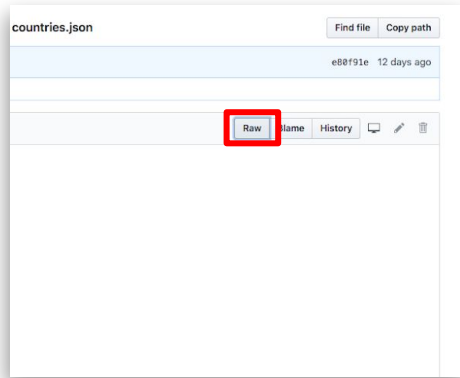 countries.json Find file Copy path
e80f91e 12 days ago
Raw Blame History